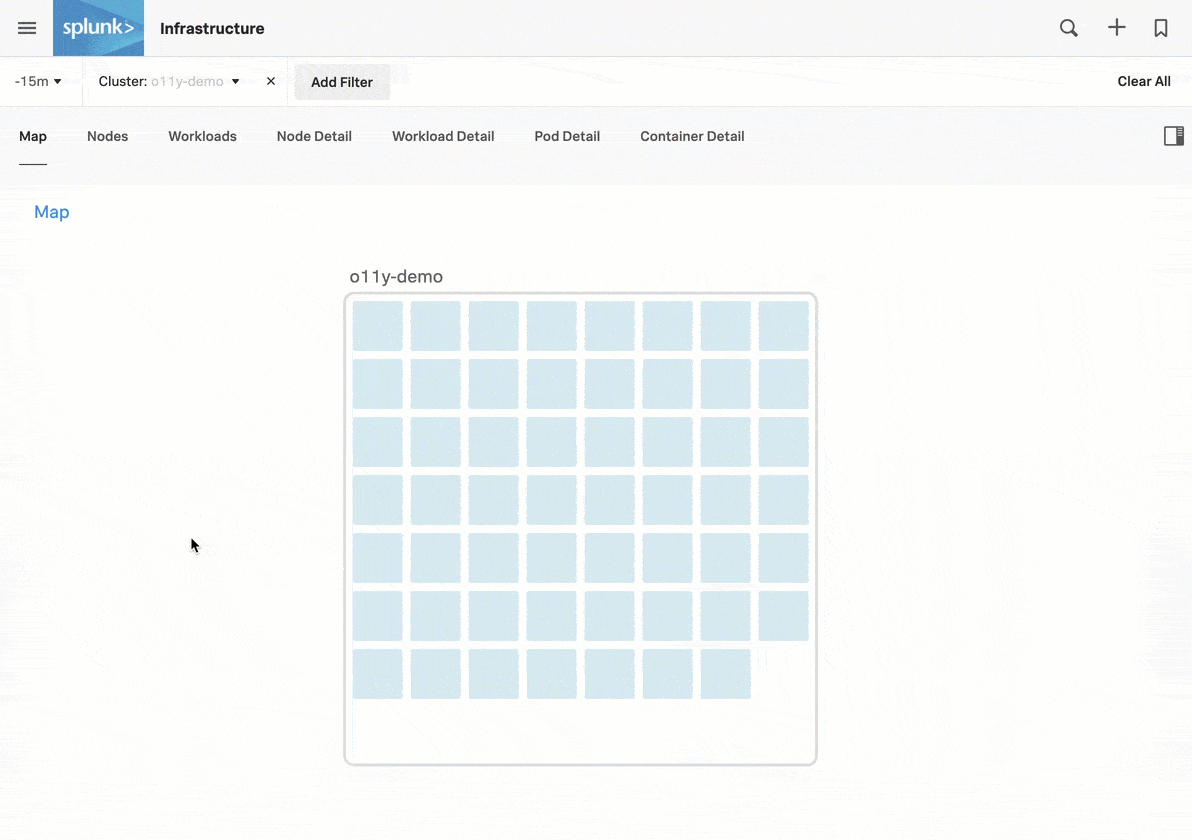 splunk> Infrastructure
-15m Cluster: o11y-demo × Add Filter Clear All
Map Nodes Workloads Node Detail Workload Detail Pod Detail Container Detail
Map
o11y-demo